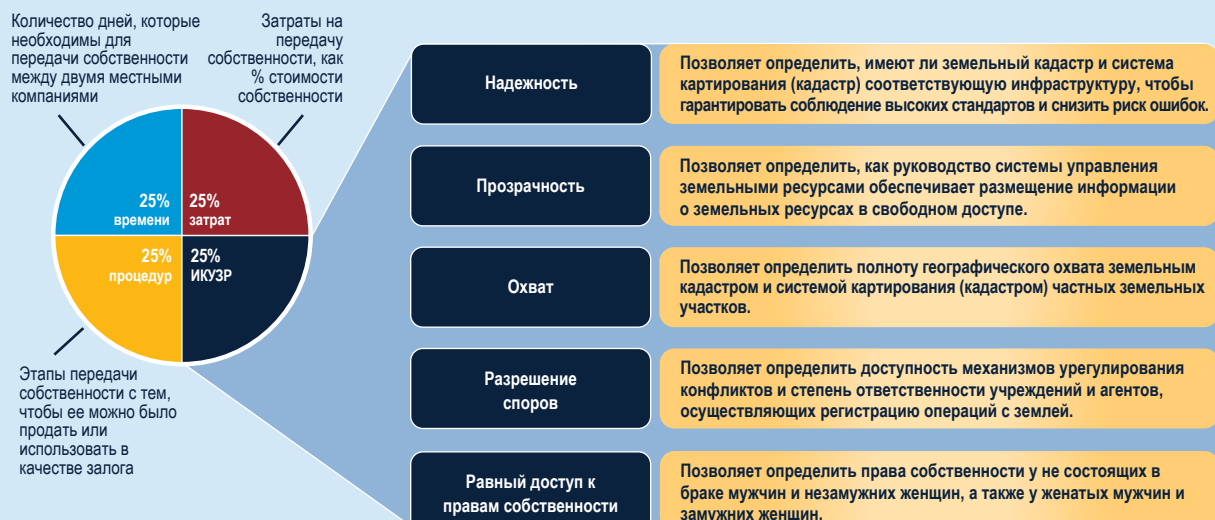 Количество дней, которые
необходимы для
передачи собственности
между двумя местными
компаниями
Затраты на
передачу
собственности, как
% стоимости
собственности
25%
времени
25%
затрат
25%
процедур
25%
ИКУЗР
Этапы передачи
собственности с тем,
чтобы ее можно было
продать или
использовать в
качестве залога
Надежность
Позволяет определить, имеют ли земельный кадастр и система
картирования (кадастр) соответствующую инфраструктуру, чтобы
гарантировать соблюдение высоких стандартов и снизить риск ошибок.
Прозрачность
Позволяет определить, как руководство системы управления
земельными ресурсами обеспечивает размещение информации
о земельных ресурсах в свободном доступе.
Охват
Позволяет определить полноту географического охвата земельным
кадастром и системой картирования (кадастром) частных земельных
участков.
Разрешение
споров
Позволяет определить доступность механизмов урегулирования
конфликтов и степень ответственности учреждений и агентов,
осуществляющих регистрацию операций с землей.
Равный доступ к
правам собственности
Позволяет определить права собственности у не состоящих в
браке мужчин и незамужних женщин, а также у женатых мужчин и
замужних женщин.